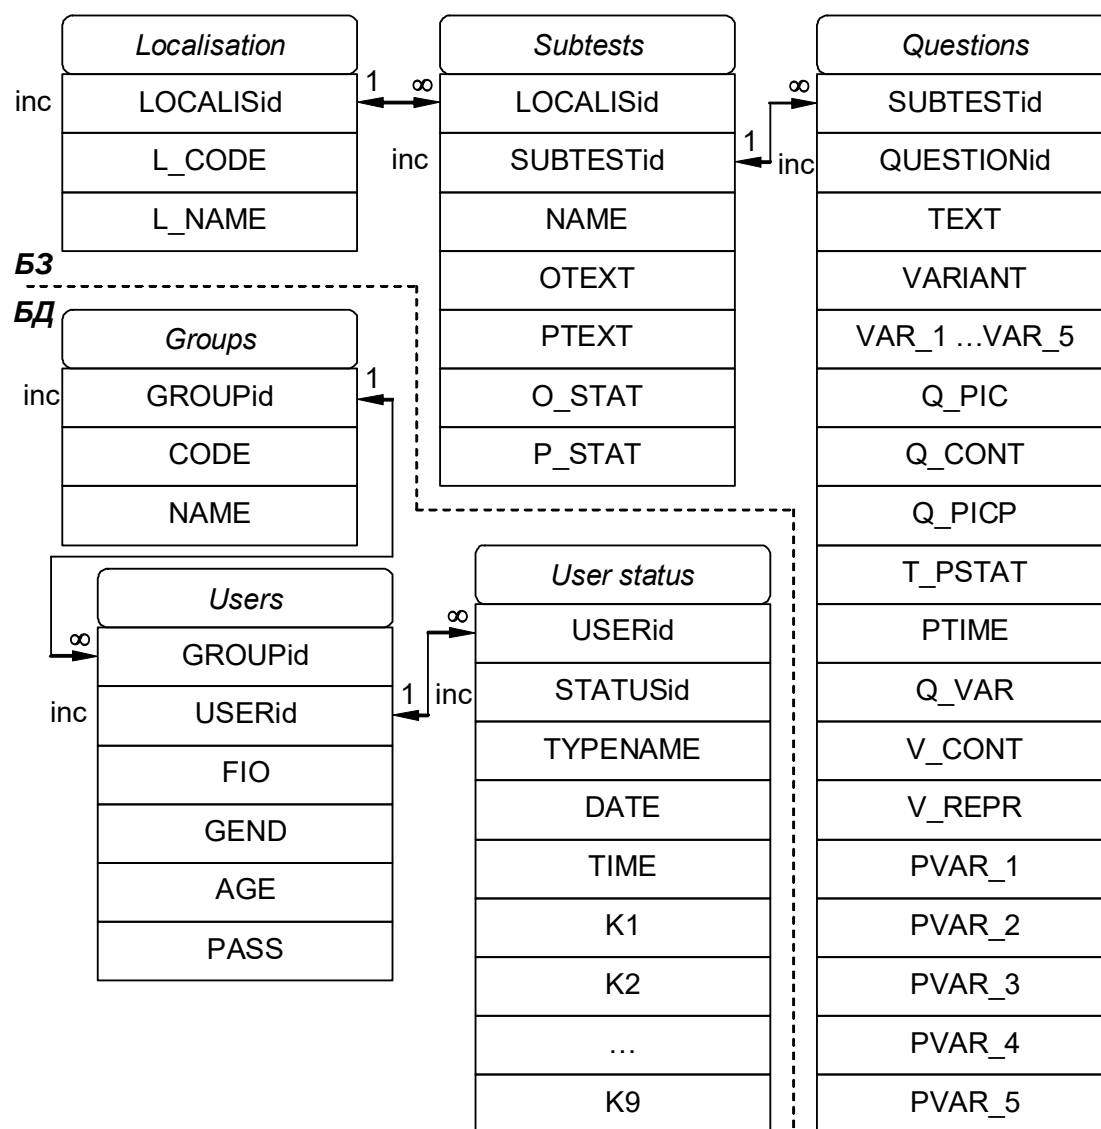 Localisation
inc
LOCALISid
1
L_CODE
L_NAME
Subtests
∞
LOCALISid
inc
SUBTESTid
1
NAME
OTEXT
PTEXT
O_STAT
P_STAT
Questions
∞
SUBTESTid
inc
QUESTIONid
TEXT
VARIANT
VAR_1 ...VAR_5
Q_PIC
Q_CONT
Q_PICP
T_PSTAT
PTIME
Q_VAR
V_CONT
V_REPR
PVAR_1
PVAR_2
PVAR_3
PVAR_4
PVAR_5
БЗ
БД
Groups
inc
GROUPid
1
CODE
NAME
Users
∞
GROUPid
inc
USERid
1
FIO
GEND
AGE
PASS
User status
∞
USERid
inc
STATUSid
TYPENAME
DATE
TIME
K1
K2
...
K9